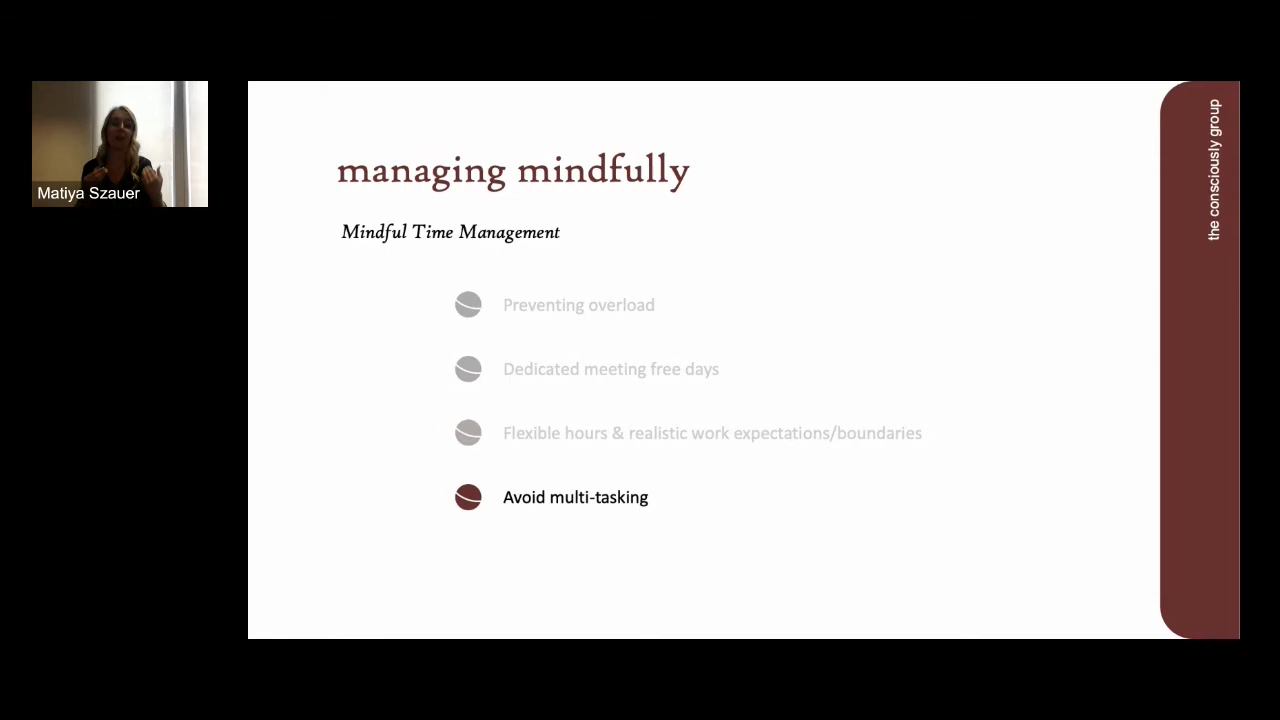 Matiya Szauer
managing mindfully
Mindful Time Management
Preventing overload
Dedicated meeting free days
Flexible hours & realistic work expectations/boundaries
Avoid multi-tasking
the consciously group